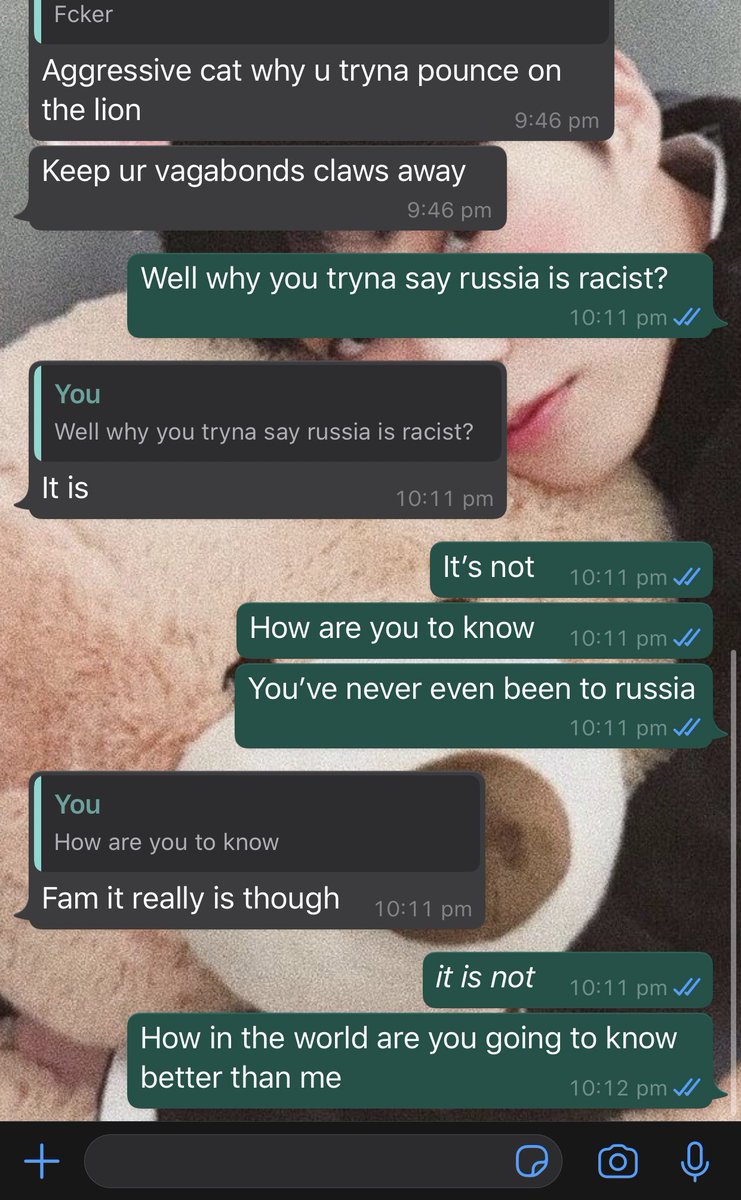 Fcker
Aggressive cat why u tryna pounce on
the lion
9:46 pm
Keep ur vagabonds claws away
9:46 pm
Well why you tryna say russia is racist?
10:11 pm
You
Well why you tryna say russia is racist?
It is
10:11 pm
It’s not 10:11 pm
How are you to know 10:11 pm
You’ve never even been to russia
10:11 pm
You
How are you to know
Fam it really is though 10:11 pm
it is not 10:11 pm
How in the world are you going to know
better than me
10:12 pm